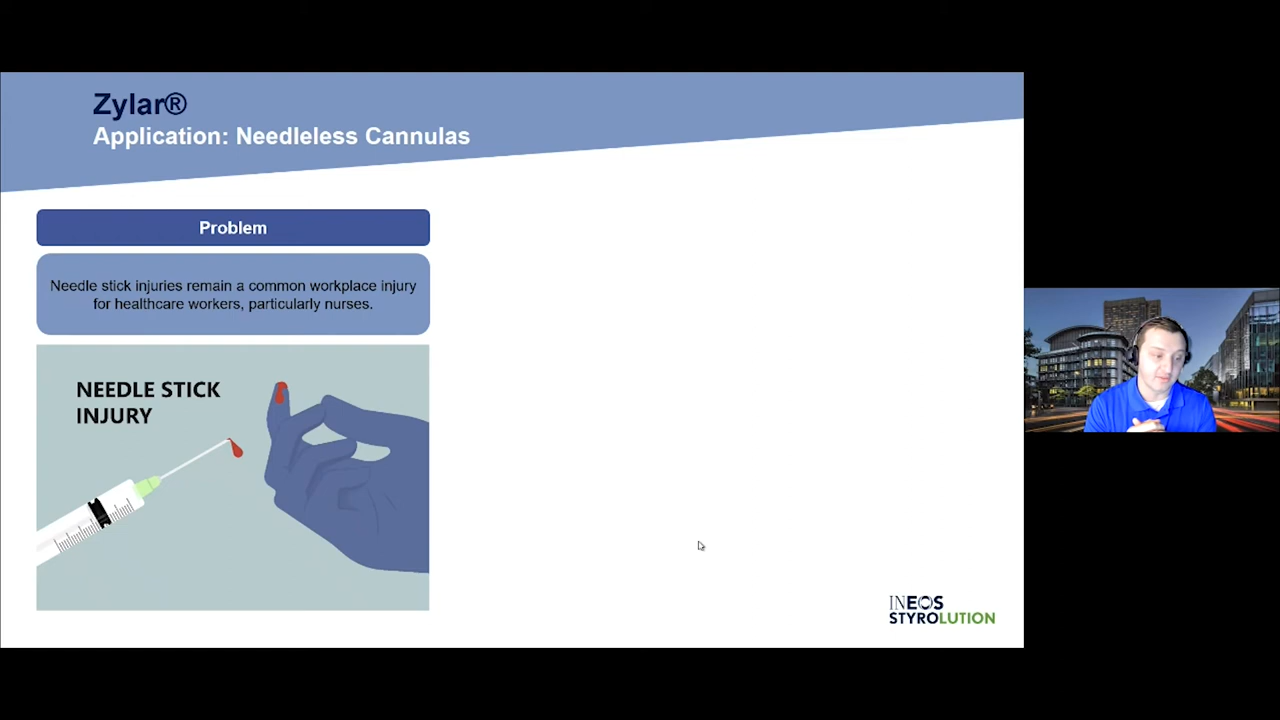 Zylar®
Application: Needleless Cannulas
Problem
Needle stick injuries remain a common workplace injury
for healthcare workers, particularly nurses.
NEEDLE STICK
INJURY
INEOS
STYROLUTION